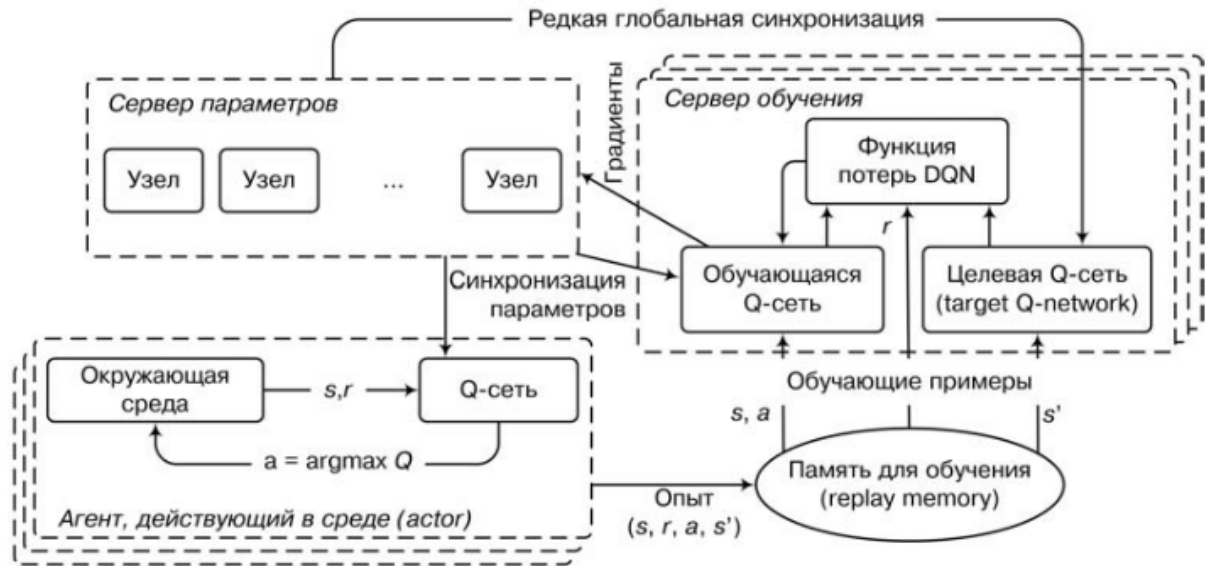 Редкая глобальная синхронизация
Сервер параметров
Узел
Узел
...
Узел
Градиенты
Сервер обучения
Функция
потерь DQN
r
Обучающаяся
Q-сеть
Целевая Q-сеть
(target Q-network)
Синхронизация
параметров
Окружающая
среда
s,r
Q-сеть
a = argmax Q
Агент, действующий в среде (actor)
Обучающие примеры
s, a
s'
Память для обучения
(replay memory)
Опыт
(s, r, a, s')